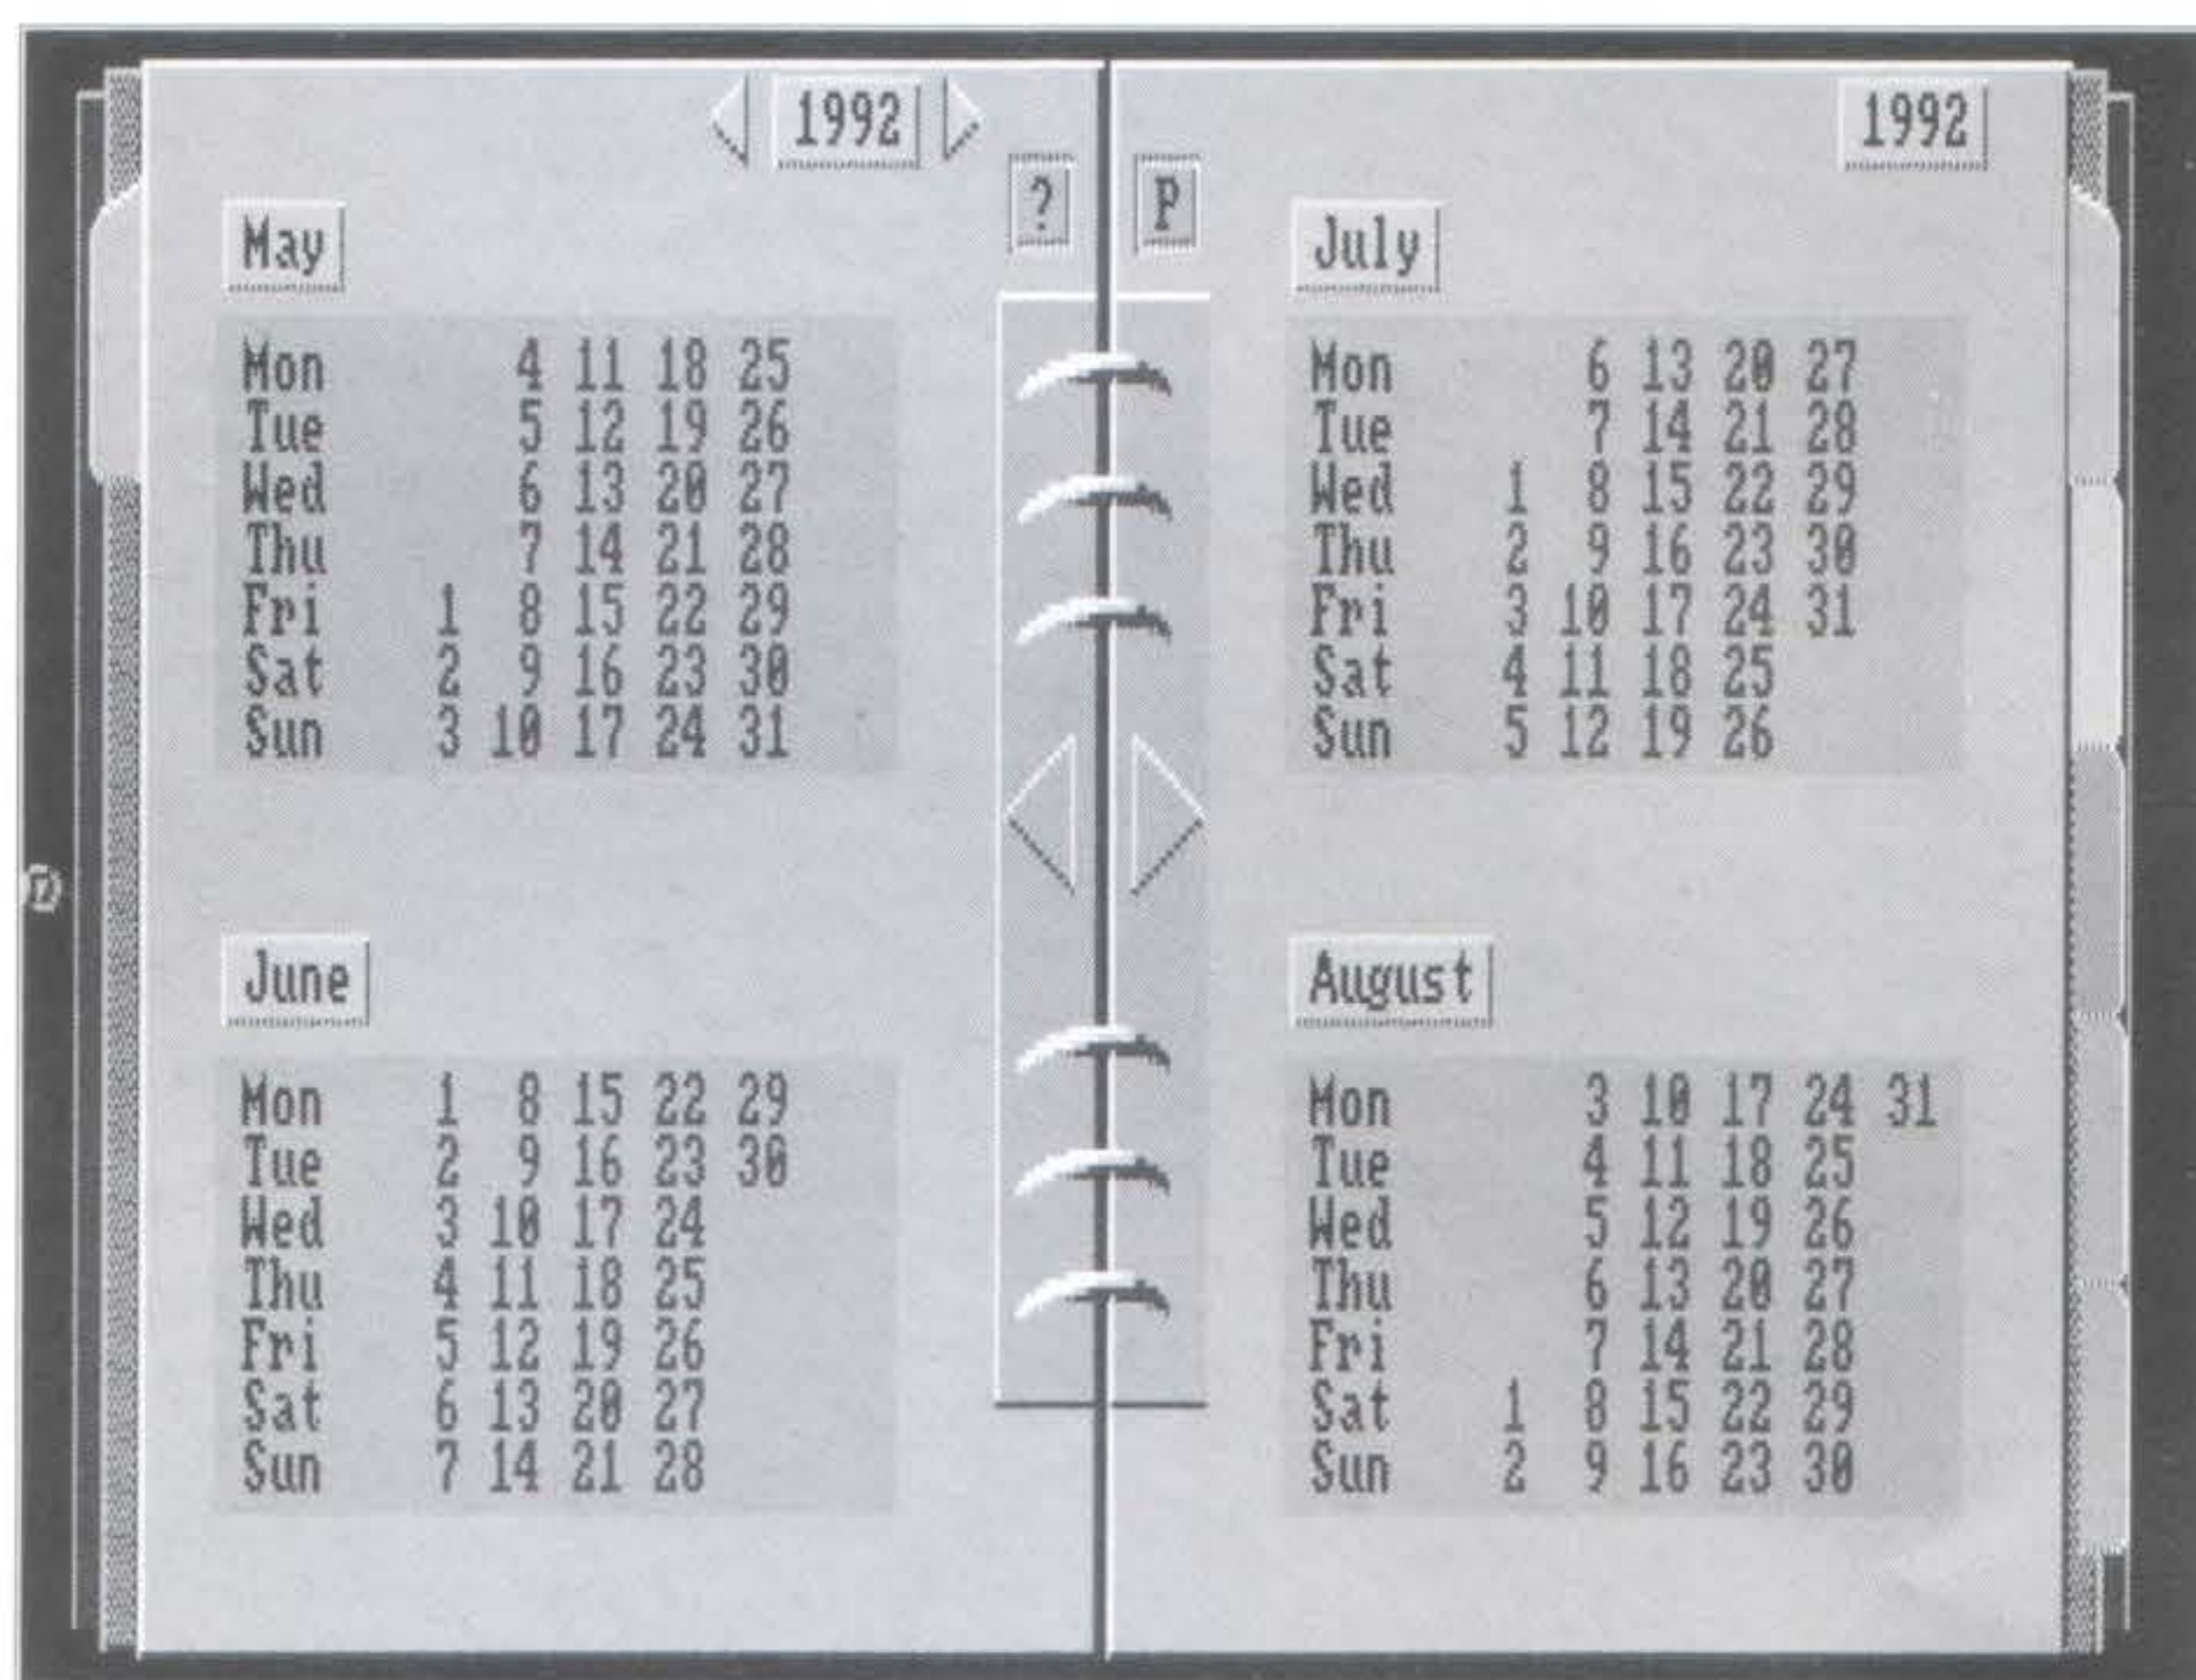 1992
?
May
Mon 4 11 18 25
Tue 5 12 19 26
Wed 6 13 20 27
Thu 7 14 21 28
Fri 1 8 15 22 29
Sat 2 9 16 23 30
Sun 3 10 17 24 31
June
Mon 1 8 15 22 29
Tue 2 9 16 23 30
Wed 3 10 17 24
Thu 4 11 18 25
Fri 5 12 19 26
Sat 6 13 20 27
Sun 7 14 21 28
1992
P
July
Mon 6 13 20 27
Tue 7 14 21 28
Wed 1 8 15 22 29
Thu 2 9 16 23 30
Fri 3 10 17 24 31
Sat 4 11 18 25
Sun 5 12 19 26
August
Mon 3 10 17 24 31
Tue 4 11 18 25
Wed 5 12 19 26
Thu 6 13 20 27
Fri 7 14 21 28
Sat 1 8 15 22 29
Sun 2 9 16 23 30